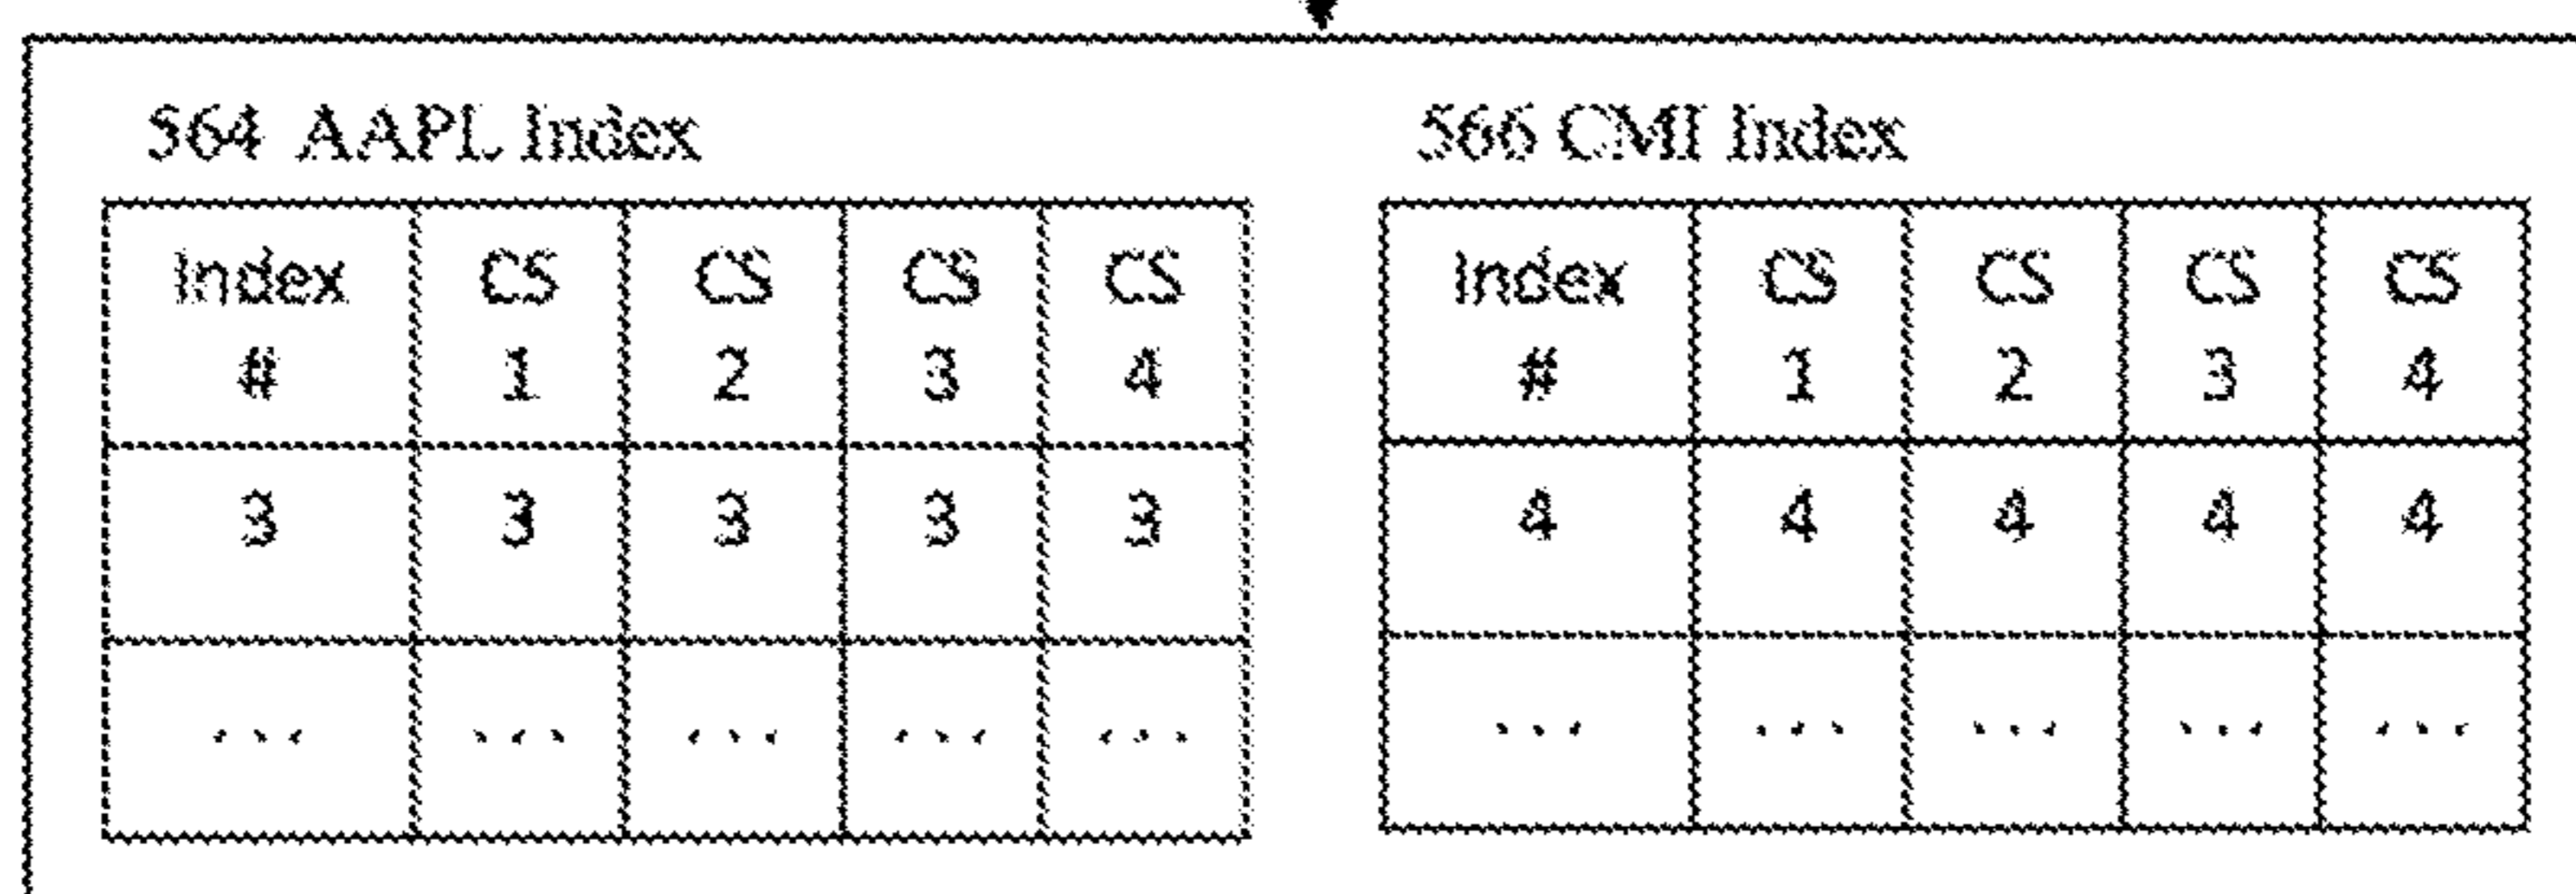 564 AAPL Index
Index # CS 1 CS 2 CS 3 CS 4
3 3 3 3 3
... ... ... ... ...
566 CMI Index
Index # CS 1 CS 2 CS 3 CS 4
4 4 4 4 4
... ... ... ... ...